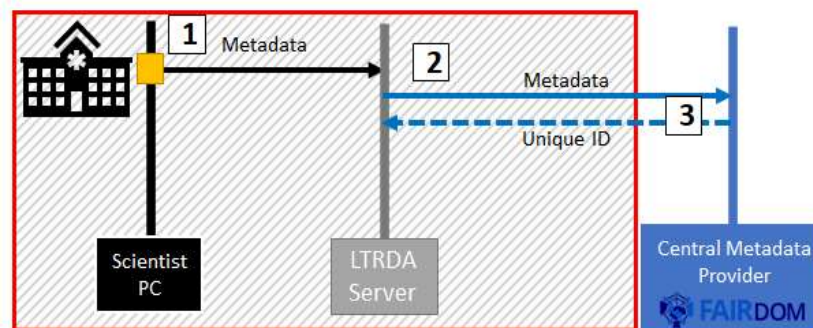 1
Metadata
2
Metadata
3
Unique ID
Scientist
PC
LTRDA
Server
Central Metadata
Provider
FAIRDOM